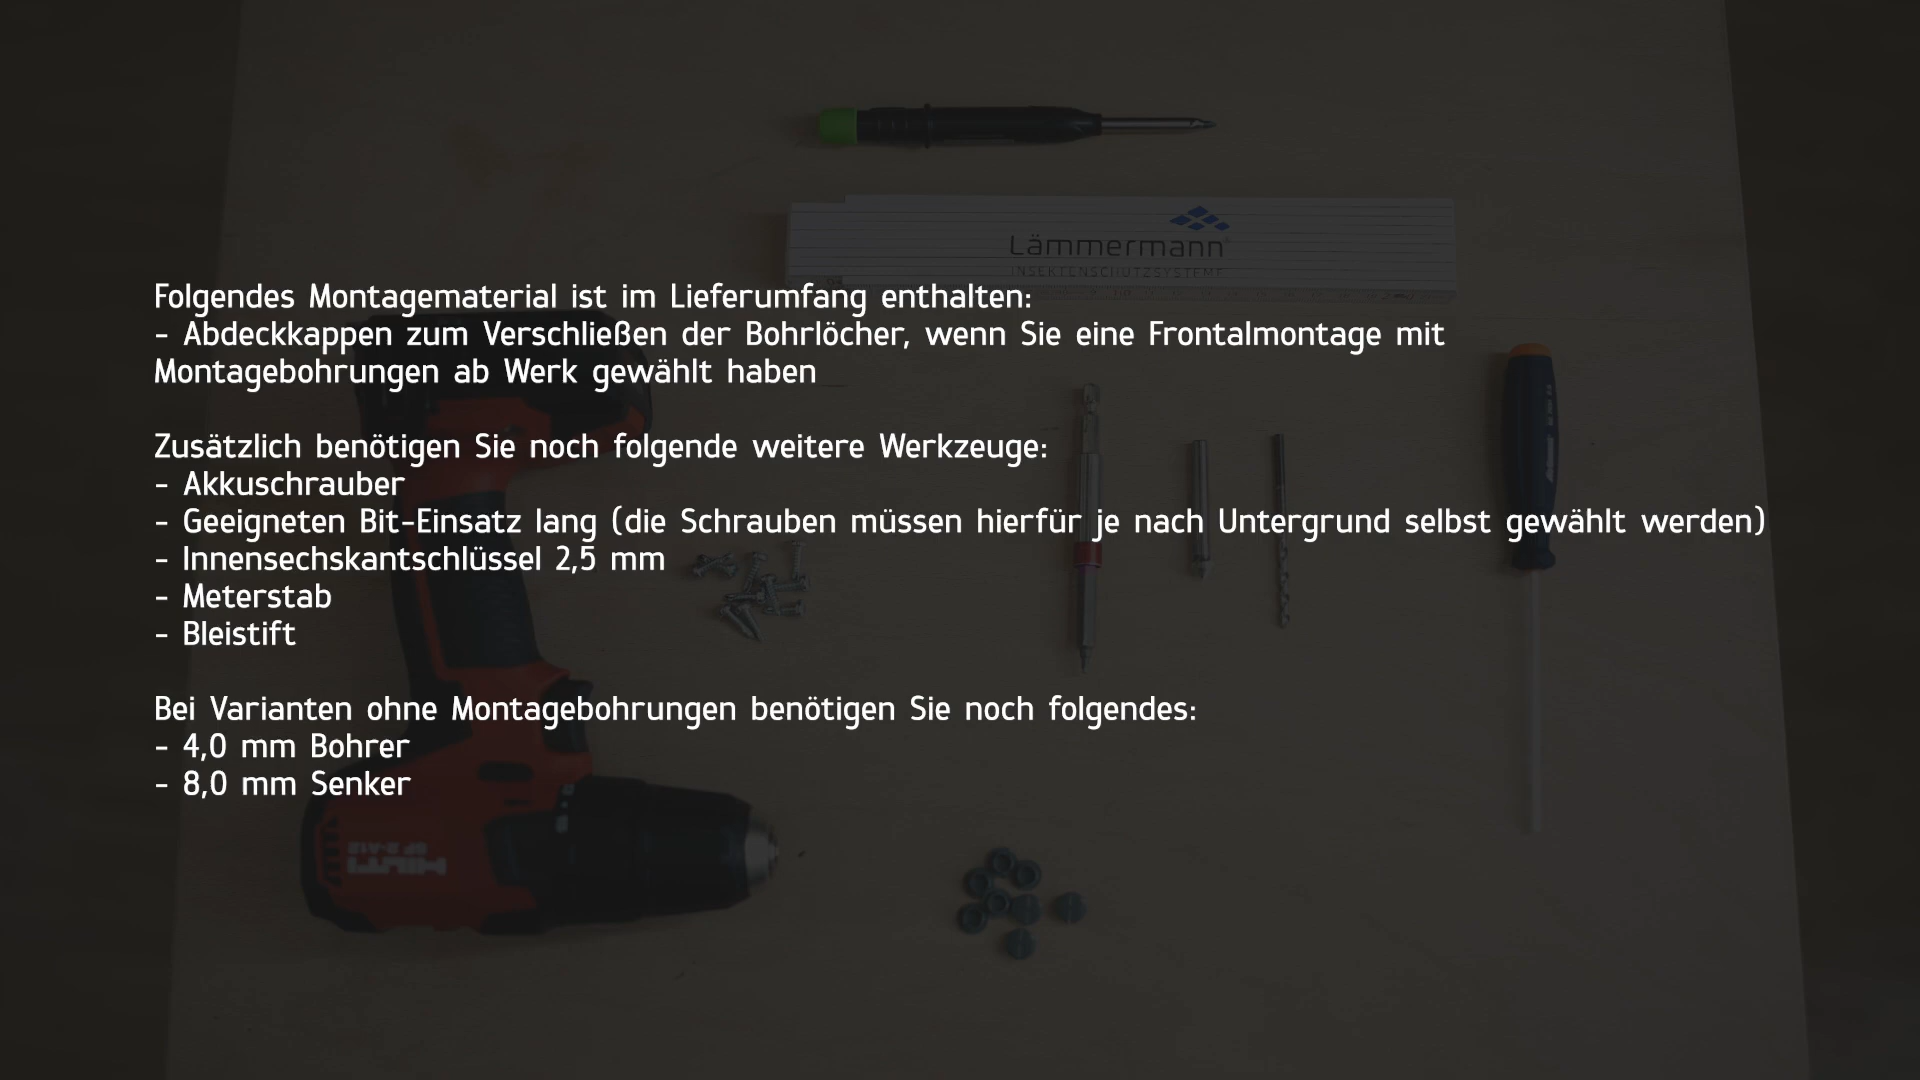 Lämmermann
INSEKTENSCHUTZSYSTEME
Folgendes Montagematerial ist im Lieferumfang enthalten:
- Abdeckkappen zum Verschließen der Bohrlöcher, wenn Sie eine Frontalmontage mit
Montagebohrungen ab Werk gewählt haben
Zusätzlich benötigen Sie noch folgende weitere Werkzeuge:
- Akkuschrauber
- Geeigneten Bit-Einsatz lang (die Schrauben müssen hierfür je nach Untergrund selbst gewählt werden)
- Innensechskantschlüssel 2,5 mm
- Meterstab
- Bleistift
Bei Varianten ohne Montagebohrungen benötigen Sie noch folgendes:
- 4,0 mm Bohrer
- 8,0 mm Senker
HILTI